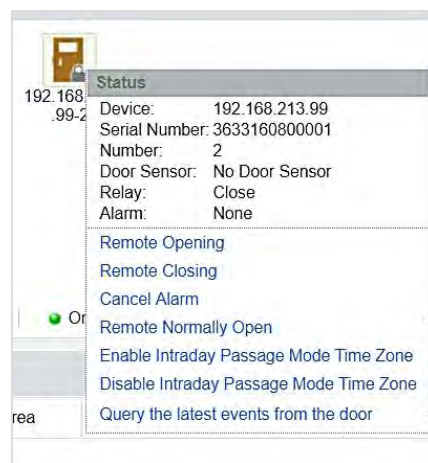 192.168.
.99-2
Status
Device: 192.168.213.99
Serial Number: 3633160800001
Number: 2
Door Sensor: No Door Sensor
Relay: Close
Alarm: None
Remote Opening
Remote Closing
Cancel Alarm
Remote Normally Open
Enable Intraday Passage Mode Time Zone
Disable Intraday Passage Mode Time Zone
Query the latest events from the door
Or
rea